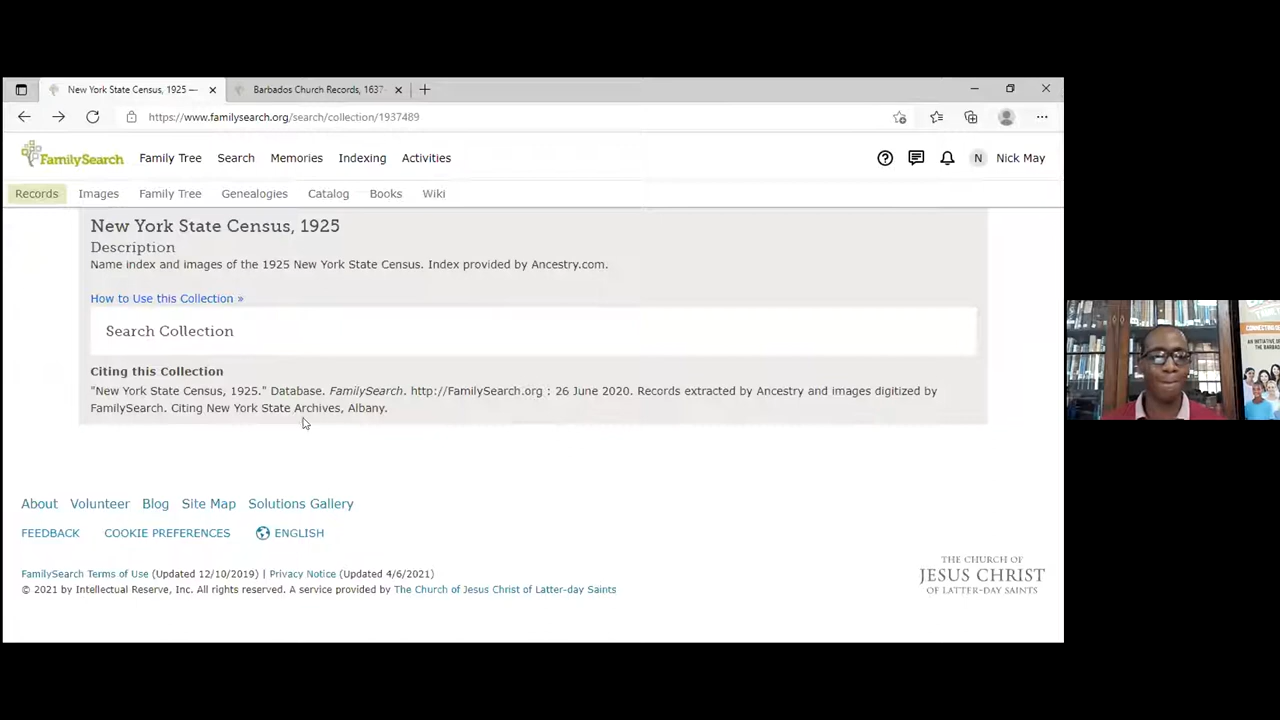 New York State Census, 1925 —
Barbados Church Records, 1637-
https://www.familysearch.org/search/collection/1937489
FamilySearch
Family Tree
Search
Memories
Indexing
Activities
N
Nick May
Records
Images
Family Tree
Genealogies
Catalog
Books
Wiki
New York State Census, 1925
Description
Name index and images of the 1925 New York State Census. Index provided by Ancestry.com.
How to Use this Collection »
Search Collection
Citing this Collection
"New York State Census, 1925." Database. FamilySearch. http://FamilySearch.org : 26 June 2020. Records extracted by Ancestry and images digitized by
FamilySearch. Citing New York State Archives, Albany.
About Volunteer Blog Site Map Solutions Gallery
FEEDBACK COOKIE PREFERENCES ENGLISH
FamilySearch Terms of Use (Updated 12/10/2019) | Privacy Notice (Updated 4/6/2021)
© 2021 by Intellectual Reserve, Inc. All rights reserved. A service provided by The Church of Jesus Christ of Latter-day Saints
THE CHURCH OF
JESUS CHRIST
OF LATTER-DAY SAINTS
AN INITIATIVE OF
THE BARBAD